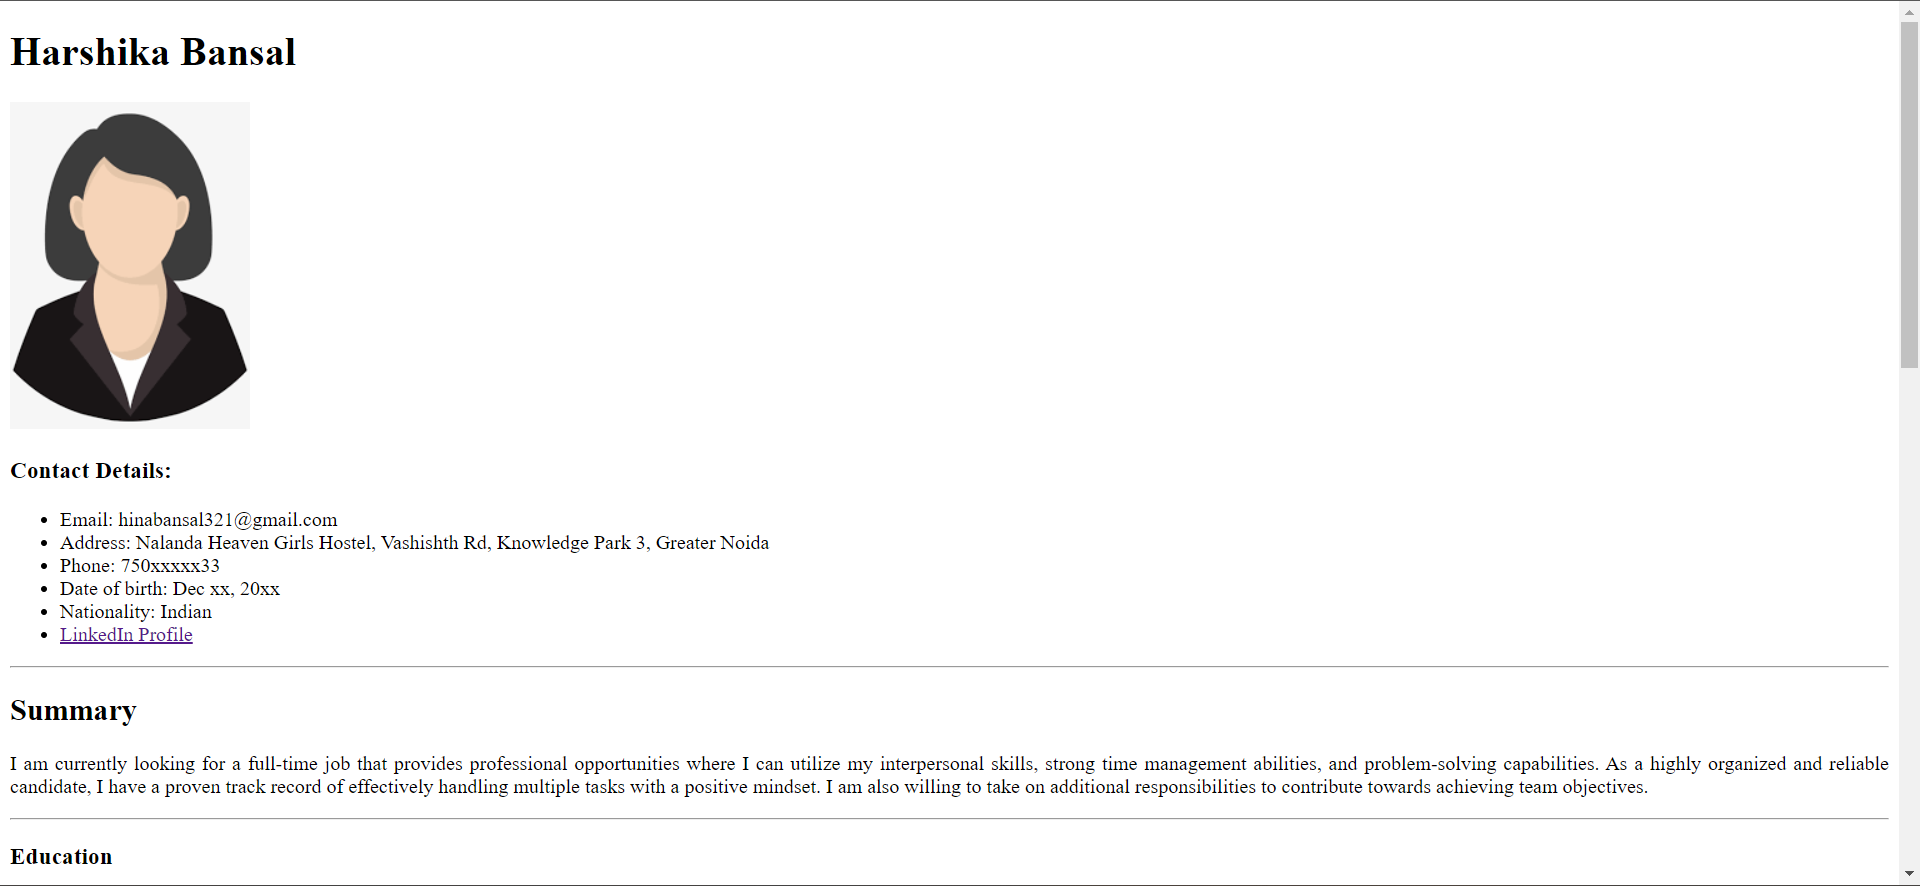 Harshika Bansal
Contact Details:
Email: hinabansal321@gmail.com
Address: Nalanda Heaven Girls Hostel, Vashishth Rd, Knowledge Park 3, Greater Noida
Phone: 750xxxxx33
Date of birth: Dec xx, 20xx
Nationality: Indian
LinkedIn Profile
Summary
I am currently looking for a full-time job that provides professional opportunities where I can utilize my interpersonal skills, strong time management abilities, and problem-solving capabilities. As a highly organized and reliable
candidate, I have a proven track record of effectively handling multiple tasks with a positive mindset. I am also willing to take on additional responsibilities to contribute towards achieving team objectives.
Education